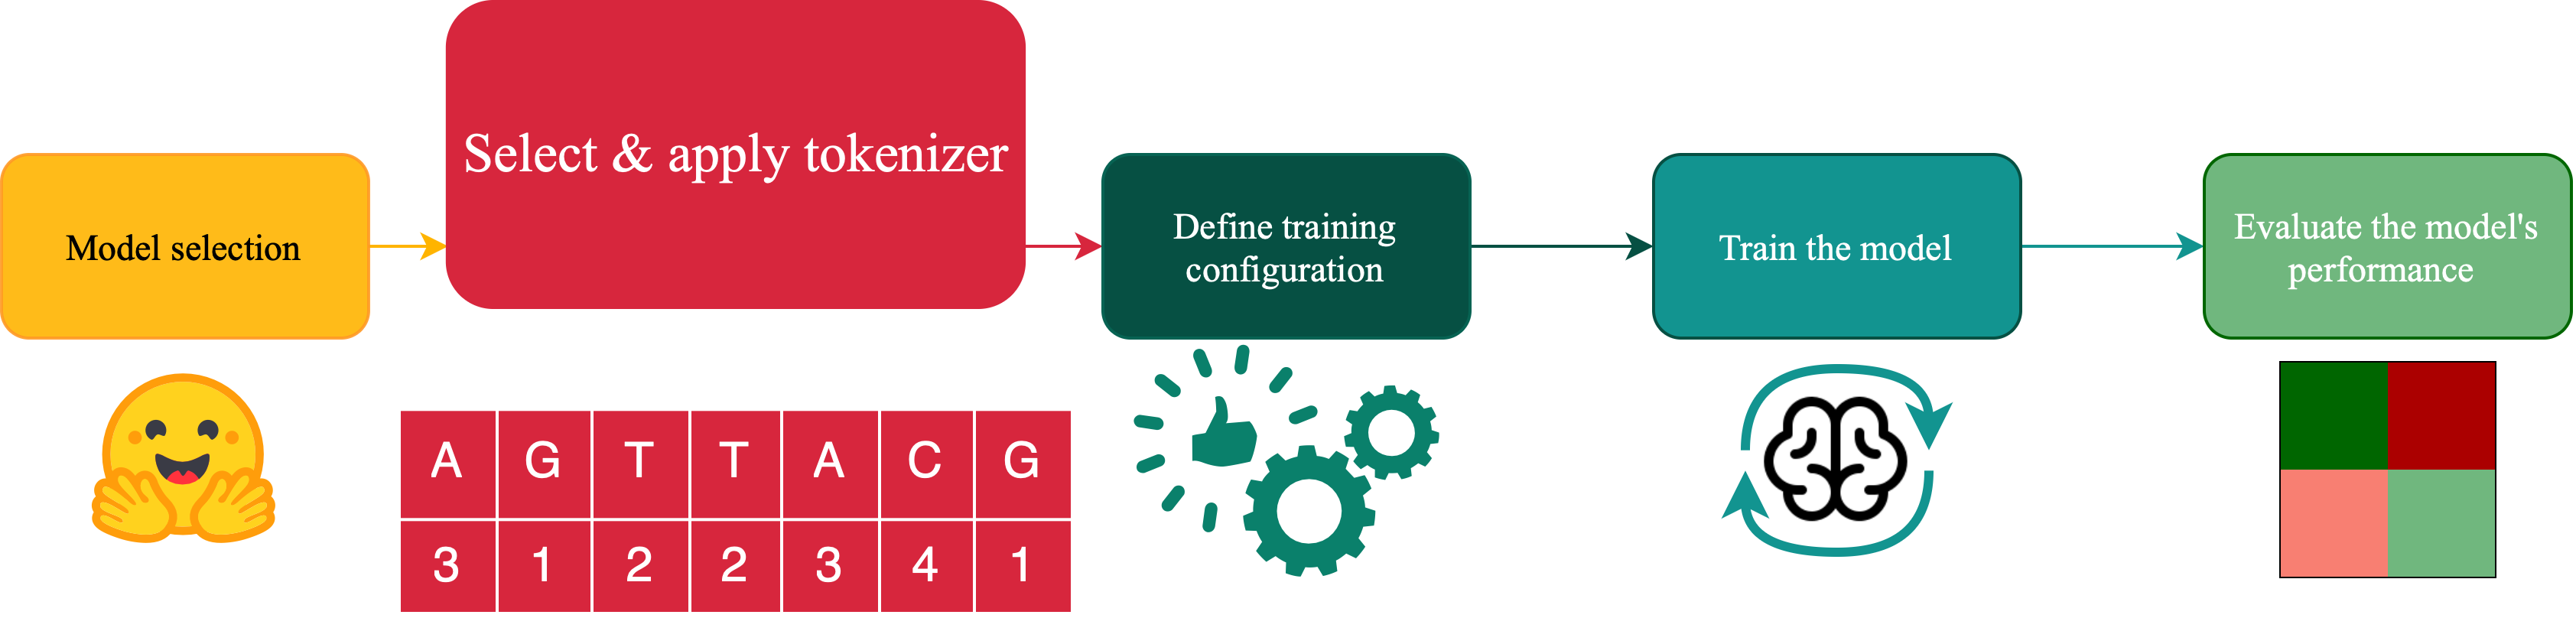 Model selection
Select & apply tokenizer
Define training
configuration
Train the model
Evaluate the model's
performance
A G T T A C G
3 1 2 2 3 4 1